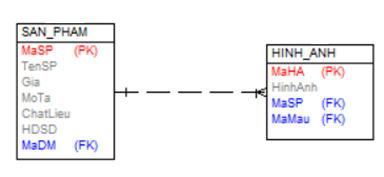 SAN_PHAM
MaSP (PK)
TenSP
Gia
MoTa
ChatLieu
HDSD
MaDM (FK)
HINH_ANH
MaHA (PK)
HinhAnh
MaSP (FK)
MaMau (FK)